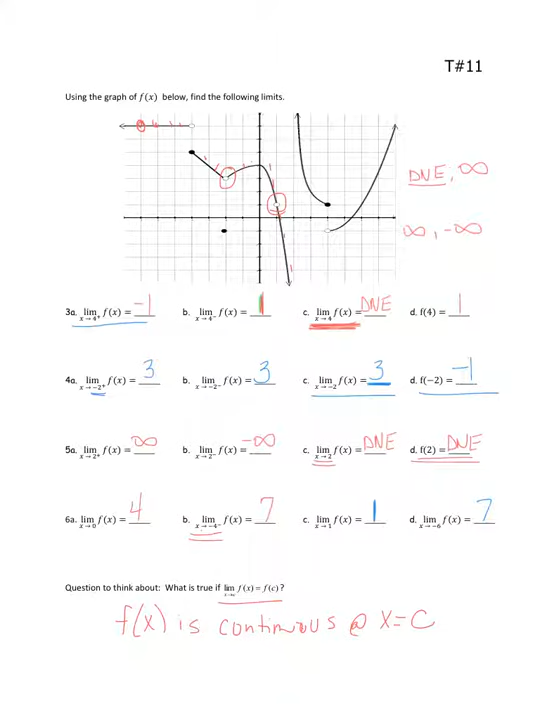 T#11
Using the graph of f(x) below, find the following limits.
DNE, ∞
∞, -∞
3a. lim x→4⁺ f(x) = -1 b. lim x→4⁻ f(x) = 1 c. lim x→4 f(x) = DNE d. f(4) = 1
4a. lim x→-2⁺ f(x) = 3 b. lim x→-2⁻ f(x) = 3 c. lim x→-2 f(x) = 3 d. f(-2) = -1
5a. lim x→2⁺ f(x) = ∞ b. lim x→2⁻ f(x) = -∞ c. lim x→2 f(x) = DNE d. f(2) = DNE
6a. lim x→0 f(x) = 4 b. lim x→-4⁻ f(x) = 7 c. lim x→1 f(x) = 1 d. lim x→-6 f(x) = 7
Question to think about: What is true if lim x→c f(x) = f(c)?
f(x) is continuous @ x=c